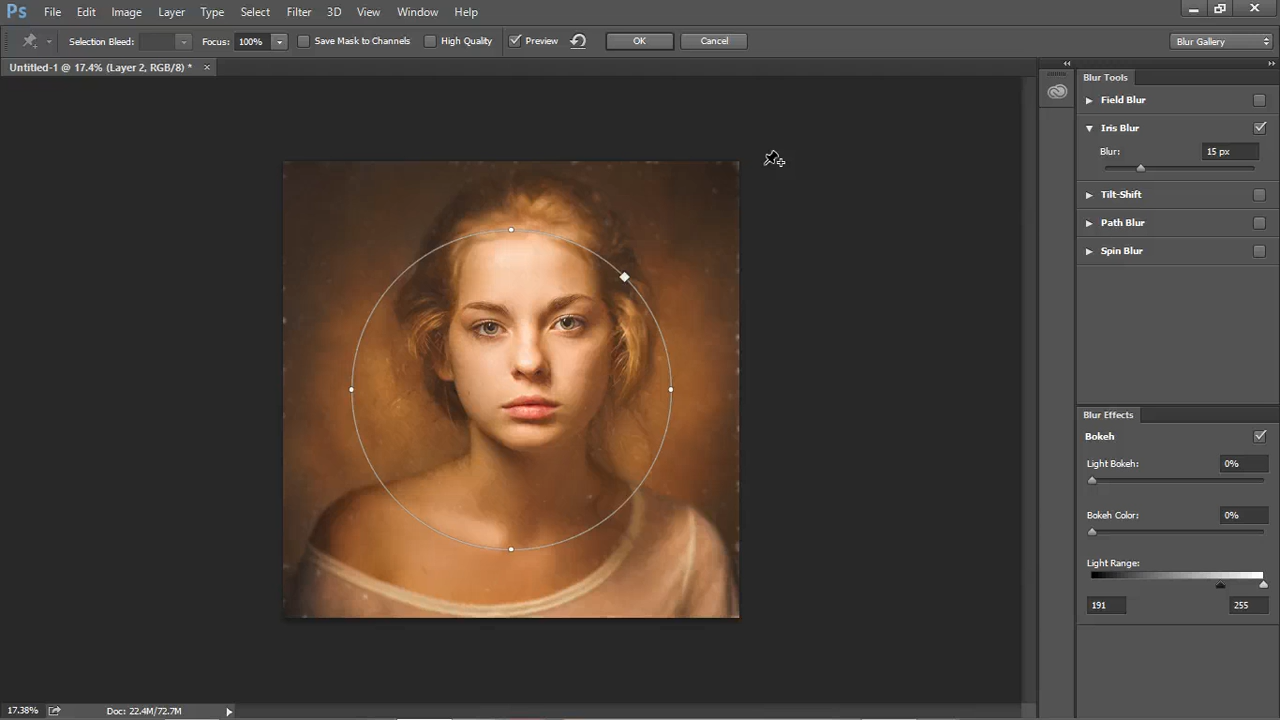 Ps File Edit Image Layer Type Select Filter 3D View Window Help
Selection Bleed: Focus: 100% Save Mask to Channels High Quality Preview OK Cancel Blur Gallery
Untitled-1 @ 17.4% (Layer 2, RGB/8) * ×
Blur Tools
Field Blur
Iris Blur
Blur: 15 px
Tilt-Shift
Path Blur
Spin Blur
Blur Effects
Bokeh
Light Bokeh: 0%
Bokeh Color: 0%
Light Range:
191 255
17.38% Doc: 22.4M/72.7M